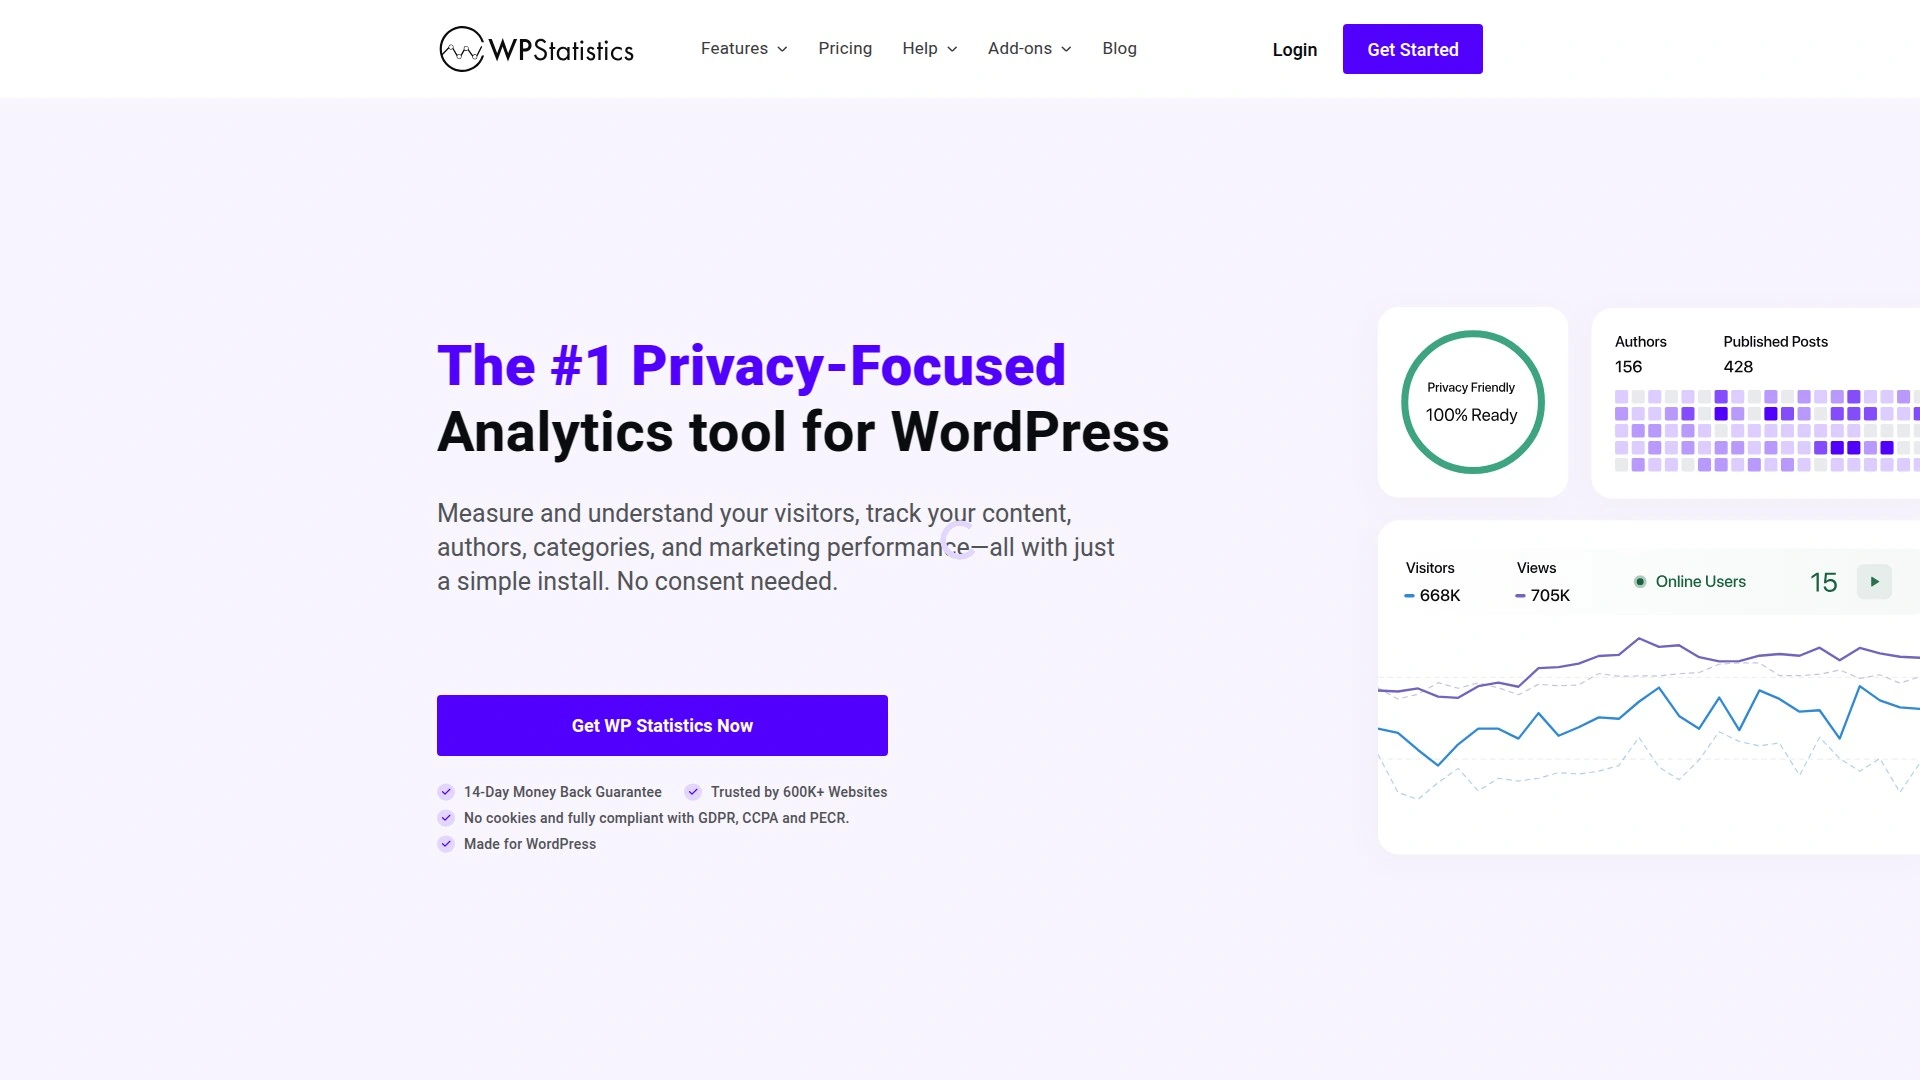 WPStatistics
Features
Pricing
Help
Add-ons
Blog
Login
Get Started
The #1 Privacy-Focused
Analytics tool for WordPress
Measure and understand your visitors, track your content,
authors, categories, and marketing performance—all with just
a simple install. No consent needed.
Get WP Statistics Now
14-Day Money Back Guarantee
Trusted by 600K+ Websites
No cookies and fully compliant with GDPR, CCPA and PECR.
Made for WordPress
Privacy Friendly
100% Ready
Authors
156
Published Posts
428
Visitors
668K
Views
705K
Online Users
15